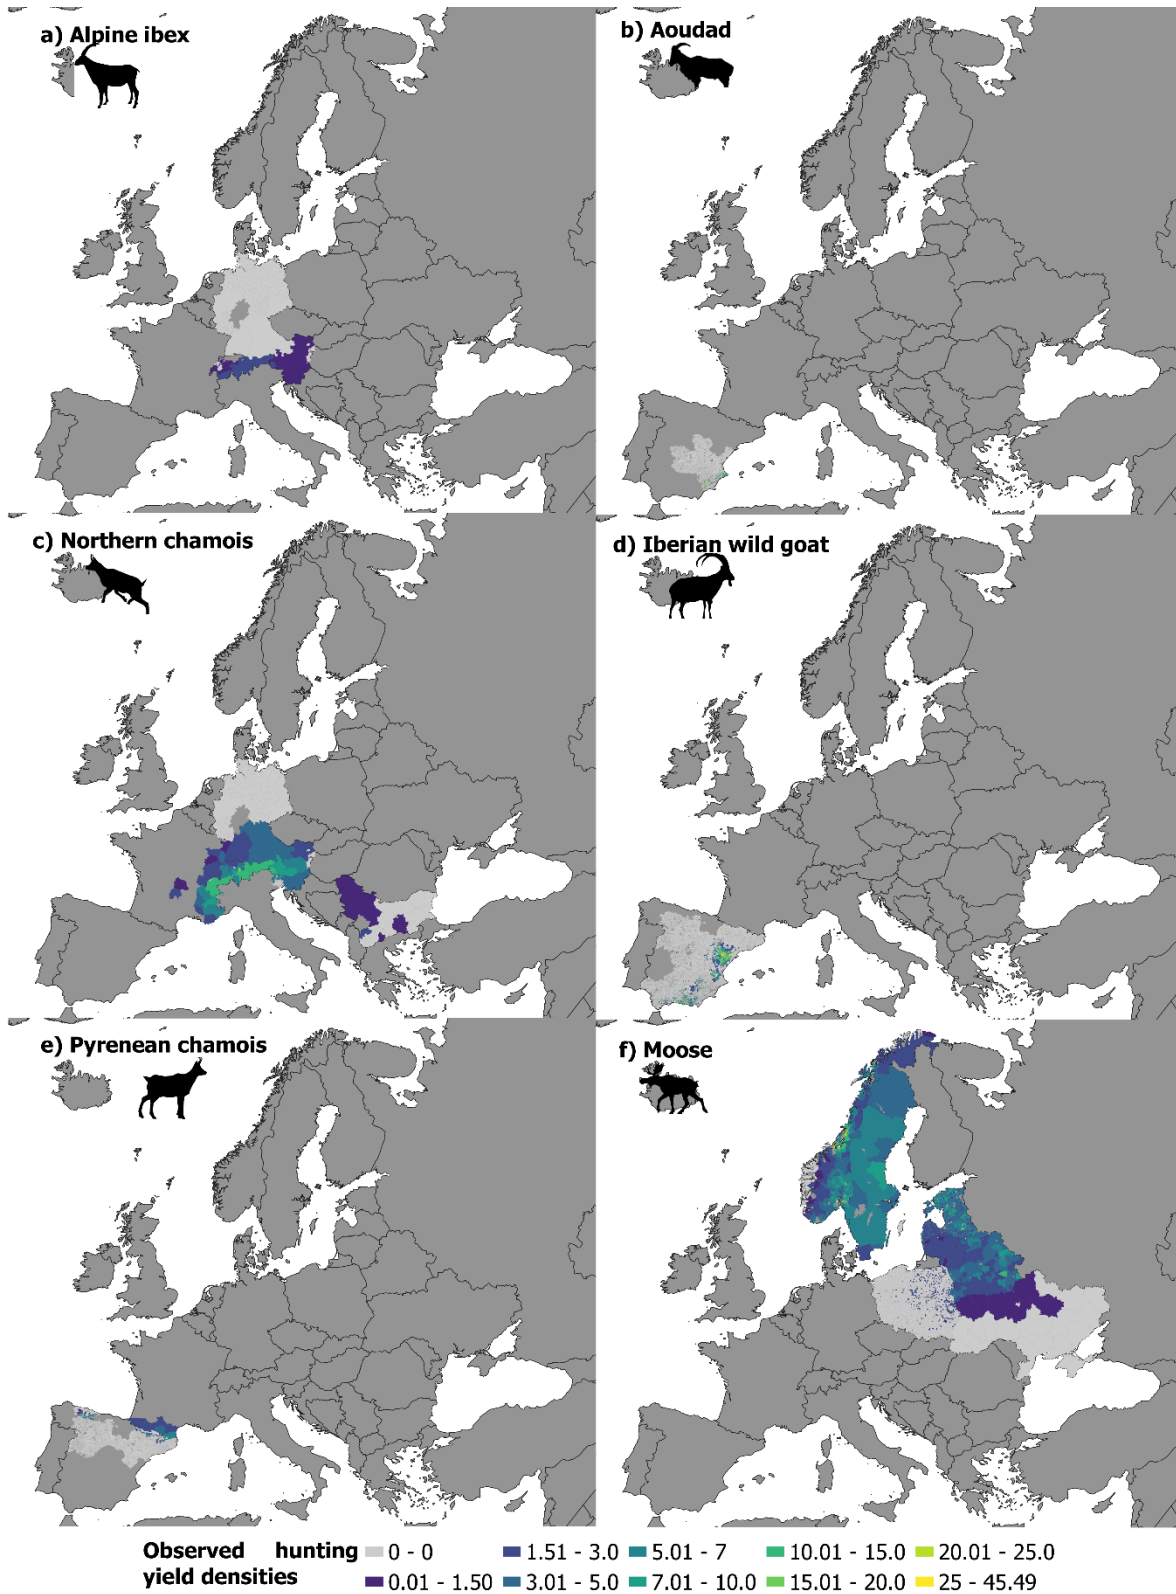 a) Alpine ibex
b) Aoudad
c) Northern chamois
d) Iberian wild goat
e) Pyrenean chamois
f) Moose
Observed hunting
yield densities
0 - 0
0.01 - 1.50
1.51 - 3.0
3.01 - 5.0
5.01 - 7
7.01 - 10.0
10.01 - 15.0
15.01 - 20.0
20.01 - 25.0
25 - 45.49